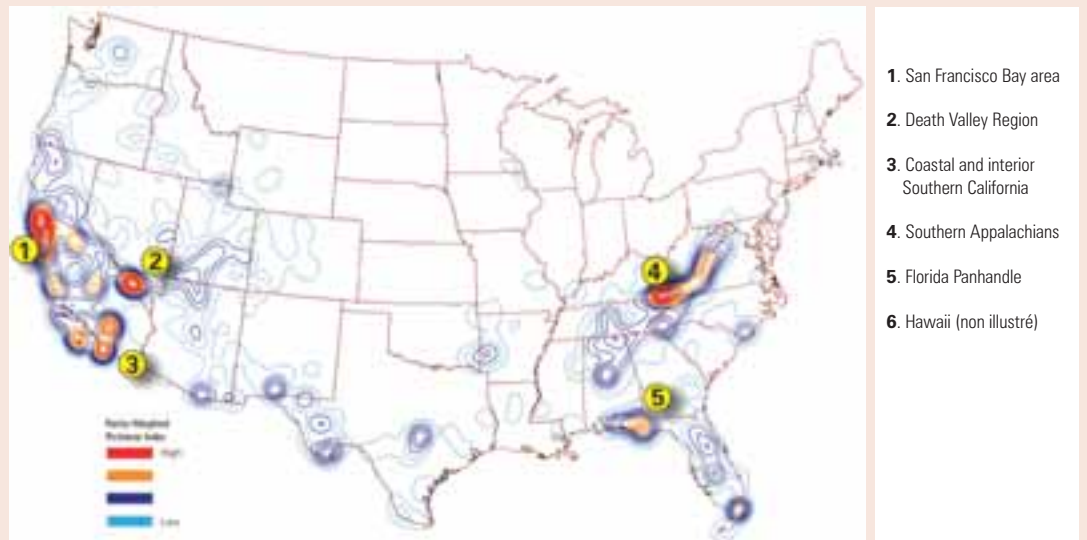 1. San Francisco Bay area
2. Death Valley Region
3. Coastal and interior
Southern California
4. Southern Appalachians
5. Florida Panhandle
6. Hawaii (non illustré)
1
2
3
4
5
High
Low